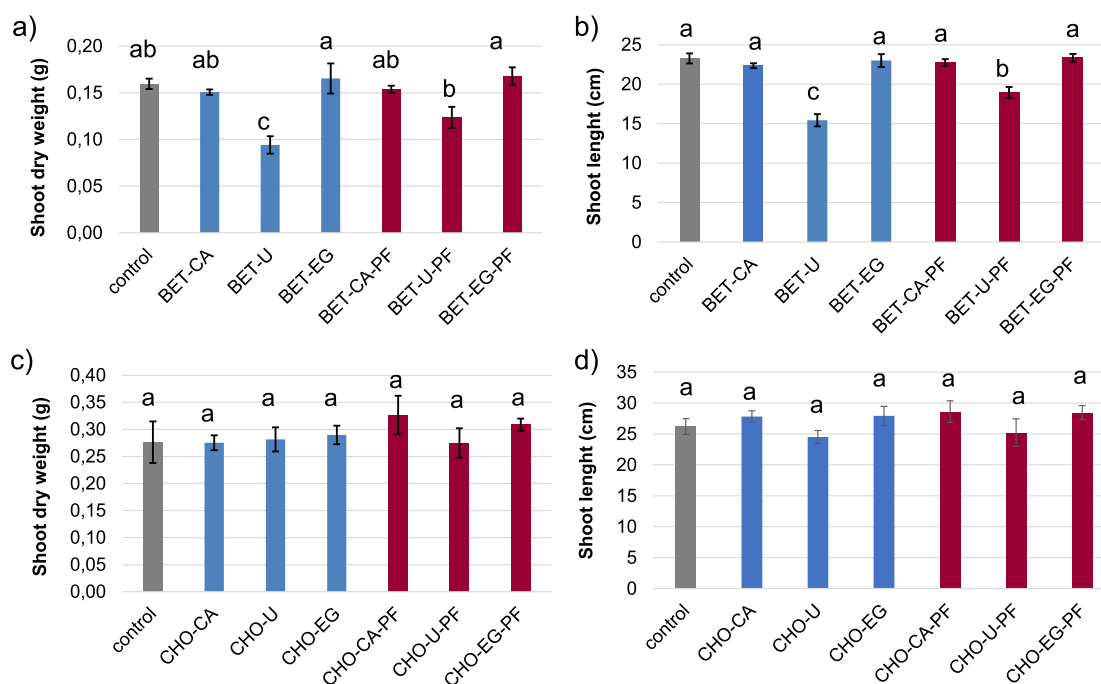 a)
Shoot dry weight (g)
0,20
0,15
0,10
0,05
0,00
ab
ab
c
a
ab
b
a
control
BET-CA
BET-U
BET-EG
BET-CA-PF
BET-U-PF
BET-EG-PF
b)
Shoot lenght (cm)
25
20
15
10
5
0
a
a
c
a
a
b
a
control
BET-CA
BET-U
BET-EG
BET-CA-PF
BET-U-PF
BET-EG-PF
c)
Shoot dry weight (g)
0,40
0,35
0,30
0,25
0,20
0,15
0,10
0,05
0,00
a
a
a
a
a
a
a
control
CHO-CA
CHO-U
CHO-EG
CHO-CA-PF
CHO-U-PF
CHO-EG-PF
d)
Shoot lenght (cm)
35
30
25
20
15
10
5
0
a
a
a
a
a
a
a
control
CHO-CA
CHO-U
CHO-EG
CHO-CA-PF
CHO-U-PF
CHO-EG-PF